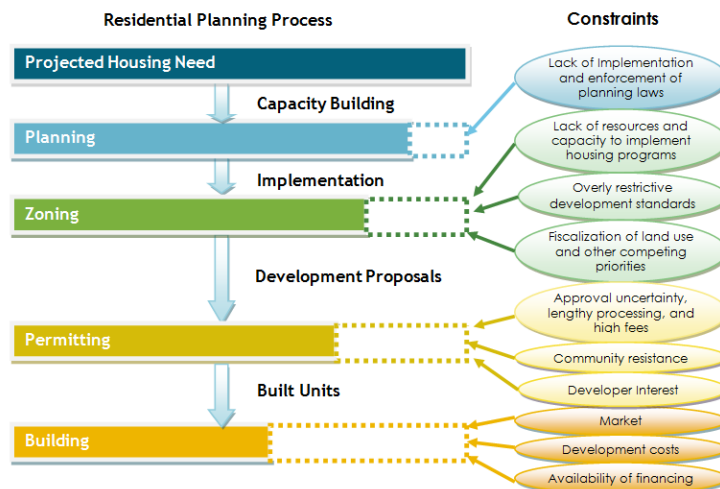 Residential Planning Process
Constraints
Projected Housing Need
Capacity Building
Planning
Implementation
Zoning
Development Proposals
Permitting
Built Units
Building
Lack of Implementation
and enforcement of
planning laws
Lack of resources and
capacity to implement
housing programs
Overly restrictive
development standards
Fiscalization of land use
and other competing
priorities
Approval uncertainty,
lengthy processing, and
high fees
Community resistance
Developer Interest
Market
Development costs
Availability of financing